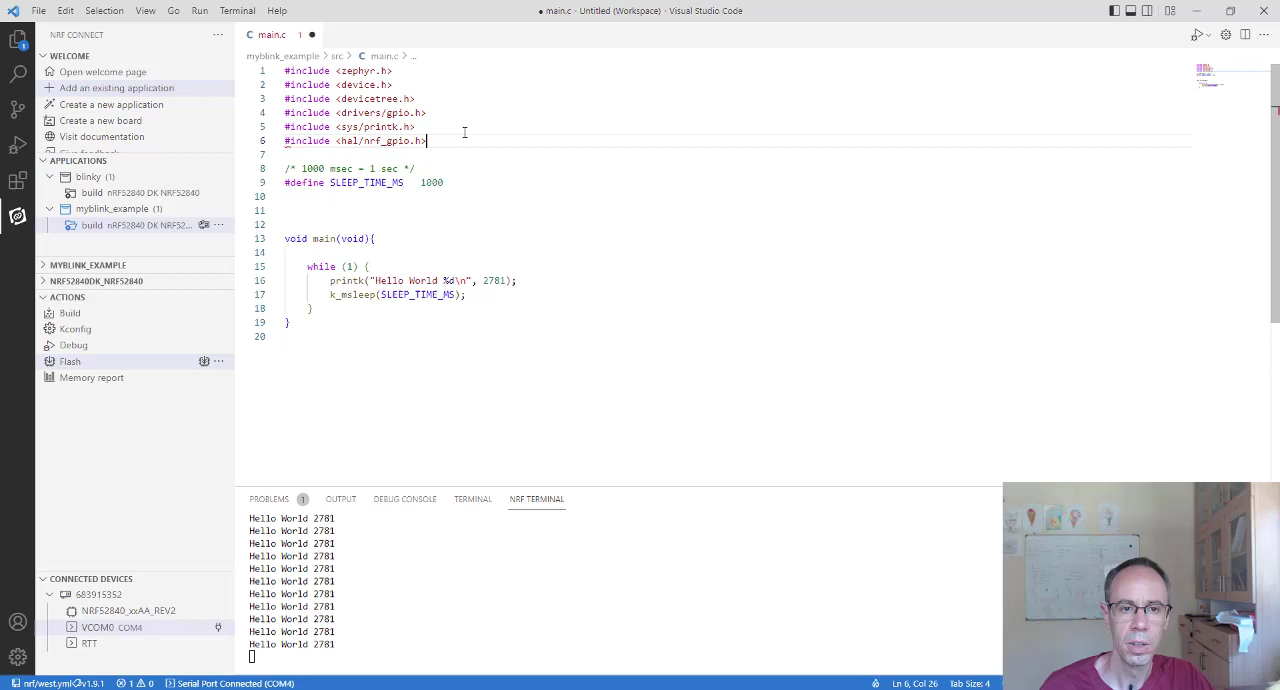 File Edit Selection View Go Run Terminal Help
● main.c - Untitled (Workspace) - Visual Studio Code
NRF CONNECT
WELCOME
Open welcome page
Add an existing application
Create a new application
Create a new board
Visit documentation
Give feedback
APPLICATIONS
blinky (1)
build nRF52840 DK NRF52840
myblink_example (1)
build nRF52840 DK NRF52...
MYBLINK_EXAMPLE
NRF52840DK_NRF52840
ACTIONS
Build
Kconfig
Debug
Flash
Memory report
CONNECTED DEVICES
683915352
NRF52840_xxAA_REV2
VCOM0 COM4
RTT
C main.c 1 ●
myblink_example > src > C main.c > ...
1 #include <zephyr.h>
2 #include <device.h>
3 #include <devicetree.h>
4 #include <drivers/gpio.h>
5 #include <sys/printk.h>
6 #include <hal/nrf_gpio.h>
7
8 /* 1000 msec = 1 sec */
9 #define SLEEP_TIME_MS 1000
10
11
12
13 void main(void){
14
15 while (1) {
16 printk("Hello World %d\n", 2781);
17 k_msleep(SLEEP_TIME_MS);
18 }
19 }
20
PROBLEMS 1 OUTPUT DEBUG CONSOLE TERMINAL NRF TERMINAL
Hello World 2781
Hello World 2781
Hello World 2781
Hello World 2781
Hello World 2781
Hello World 2781
Hello World 2781
Hello World 2781
Hello World 2781
Hello World 2781
Hello World 2781
nrf/west.yml v1.9.1 1 0 Serial Port Connected (COM4) Ln 6, Col 26 Tab Size: 4